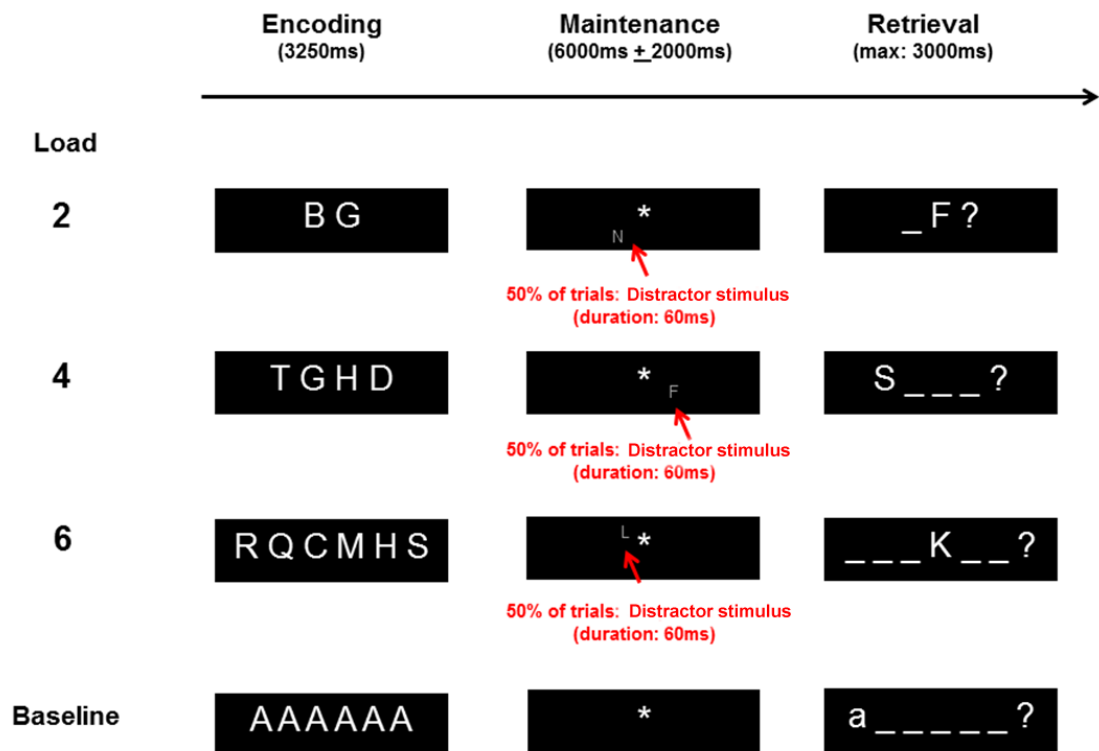 Encoding
(3250ms)
Maintenance
(6000ms ± 2000ms)
Retrieval
(max: 3000ms)
Load
2
B G
*
N
_ F ?
50% of trials: Distractor stimulus
(duration: 60ms)
4
T G H D
*
F
S _ _ _ ?
50% of trials: Distractor stimulus
(duration: 60ms)
6
R Q C M H S
L *
_ _ _ K _ _ ?
50% of trials: Distractor stimulus
(duration: 60ms)
Baseline
AAAAAA
*
a _ _ _ _ _ ?